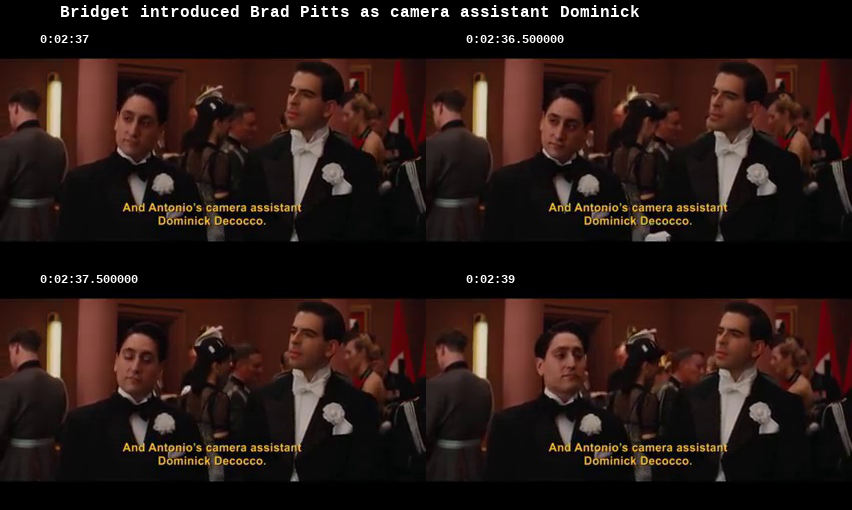 Bridget introduced Brad Pitts as camera assistant Dominick
0:02:37
0:02:36.500000
And Antonio's camera assistant
Dominick Decocco.
And Antonio's camera assistant
Dominick Decocco.
0:02:37.500000
0:02:39
And Antonio's camera assistant
Dominick Decocco.
And Antonio's camera assistant
Dominick Decocco.